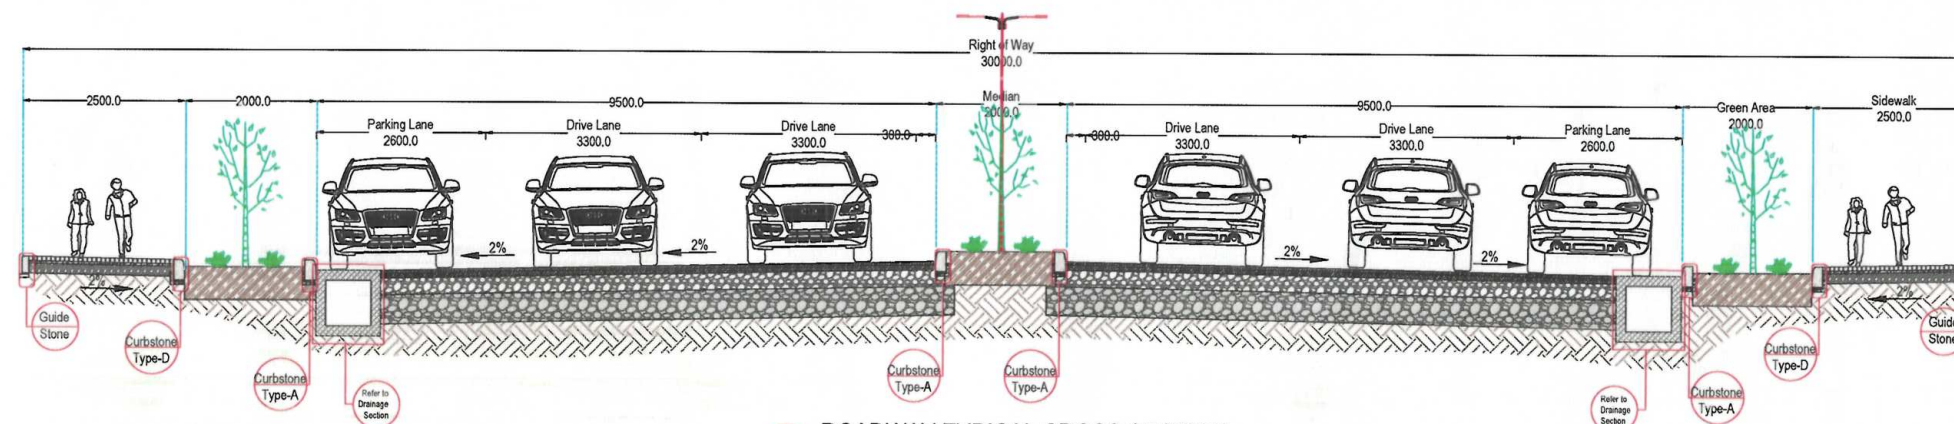 Right of Way
30000.0
2500.0
2000.0
9500.0
Median
2000.0
9500.0
Green Area
2000.0
Sidewalk
2500.0
Parking Lane
2600.0
Drive Lane
3300.0
Drive Lane
3300.0
300.0
300.0
Drive Lane
3300.0
Drive Lane
3300.0
Parking Lane
2600.0
2%
2%
2%
2%
2%
2%
Guide
Stone
Curbstone
Type-D
Curbstone
Type-A
Refer to
Drainage
Section
Curbstone
Type-A
Curbstone
Type-A
Refer to
Drainage
Section
Curbstone
Type-A
Curbstone
Type-D
Guide
Stone